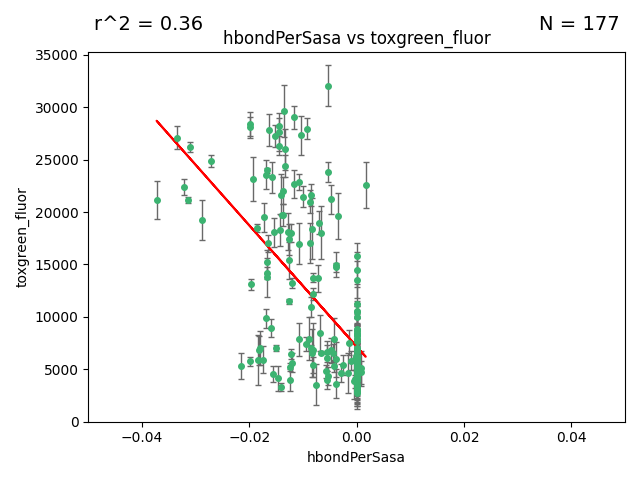 r^2 = 0.36
N = 177
hbondPerSasa vs toxgreen_fluor
35000
30000
25000
20000
15000
10000
5000
0
toxgreen_fluor
−0.04
−0.02
0.00
0.02
0.04
hbondPerSasa